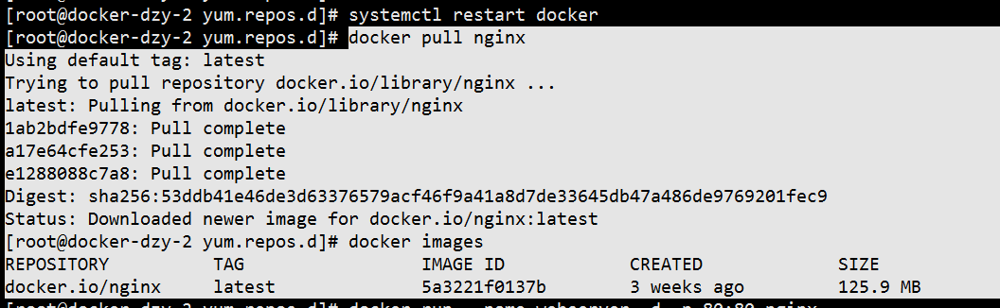 [root@docker-dzy-2 yum.repos.d]# systemctl restart docker
[root@docker-dzy-2 yum.repos.d]# docker pull nginx
Using default tag: latest
Trying to pull repository docker.io/library/nginx ...
latest: Pulling from docker.io/library/nginx
1ab2bdfe9778: Pull complete
a17e64cfe253: Pull complete
e1288088c7a8: Pull complete
Digest: sha256:53ddb41e46de3d63376579acf46f9a41a8d7de33645db47a486de9769201fec9
Status: Downloaded newer image for docker.io/nginx:latest
[root@docker-dzy-2 yum.repos.d]# docker images
REPOSITORY TAG IMAGE ID CREATED SIZE
docker.io/nginx latest 5a3221f0137b 3 weeks ago 125.9 MB
[root@docker-dzy-2 yum.repos.d]# docker run --name webserver -d -p 80:80 nginx